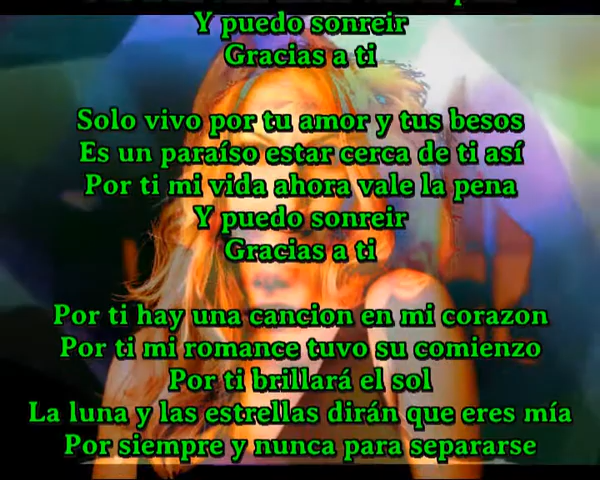 Y puedo sonreir
Gracias a ti
Solo vivo por tu amor y tus besos
Es un paraíso estar cerca de ti así
Por ti mi vida ahora vale la pena
Y puedo sonreir
Gracias a ti
Por ti hay una cancion en mi corazon
Por ti mi romance tuvo su comienzo
Por ti brillará el sol
La luna y las estrellas dirán que eres mía
Por siempre y nunca para separarse